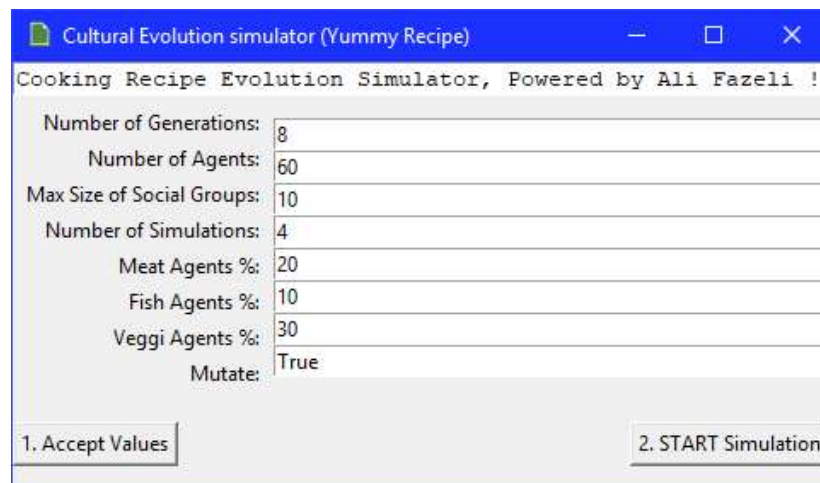 Cultural Evolution simulator (Yummy Recipe)
Cooking Recipe Evolution Simulator, Powered by Ali Fazeli !
Number of Generations: 8
Number of Agents: 60
Max Size of Social Groups: 10
Number of Simulations: 4
Meat Agents %: 20
Fish Agents %: 10
Veggi Agents %: 30
Mutate: True
1. Accept Values 2. START Simulation